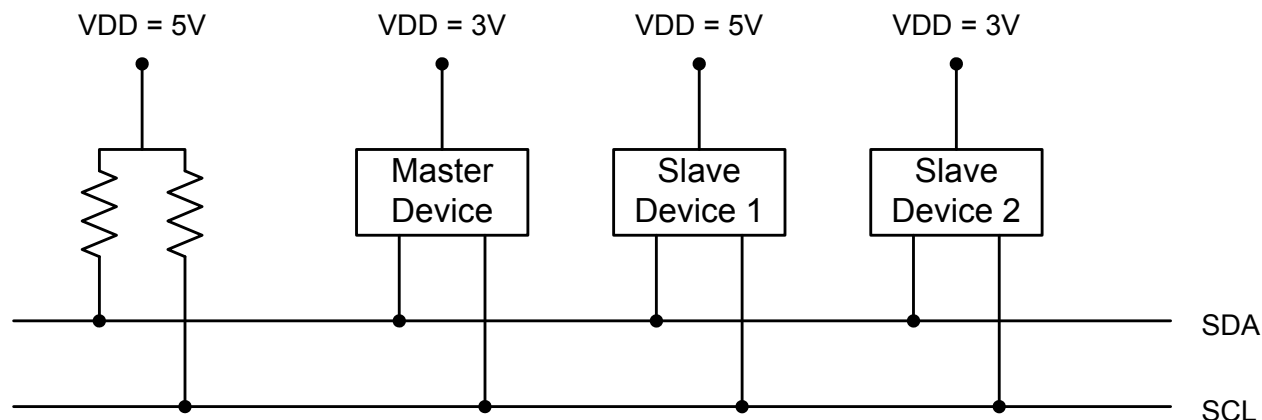 VDD = 5V
VDD = 3V
VDD = 5V
VDD = 3V
Master
Device
Slave
Device 1
Slave
Device 2
SDA
SCL